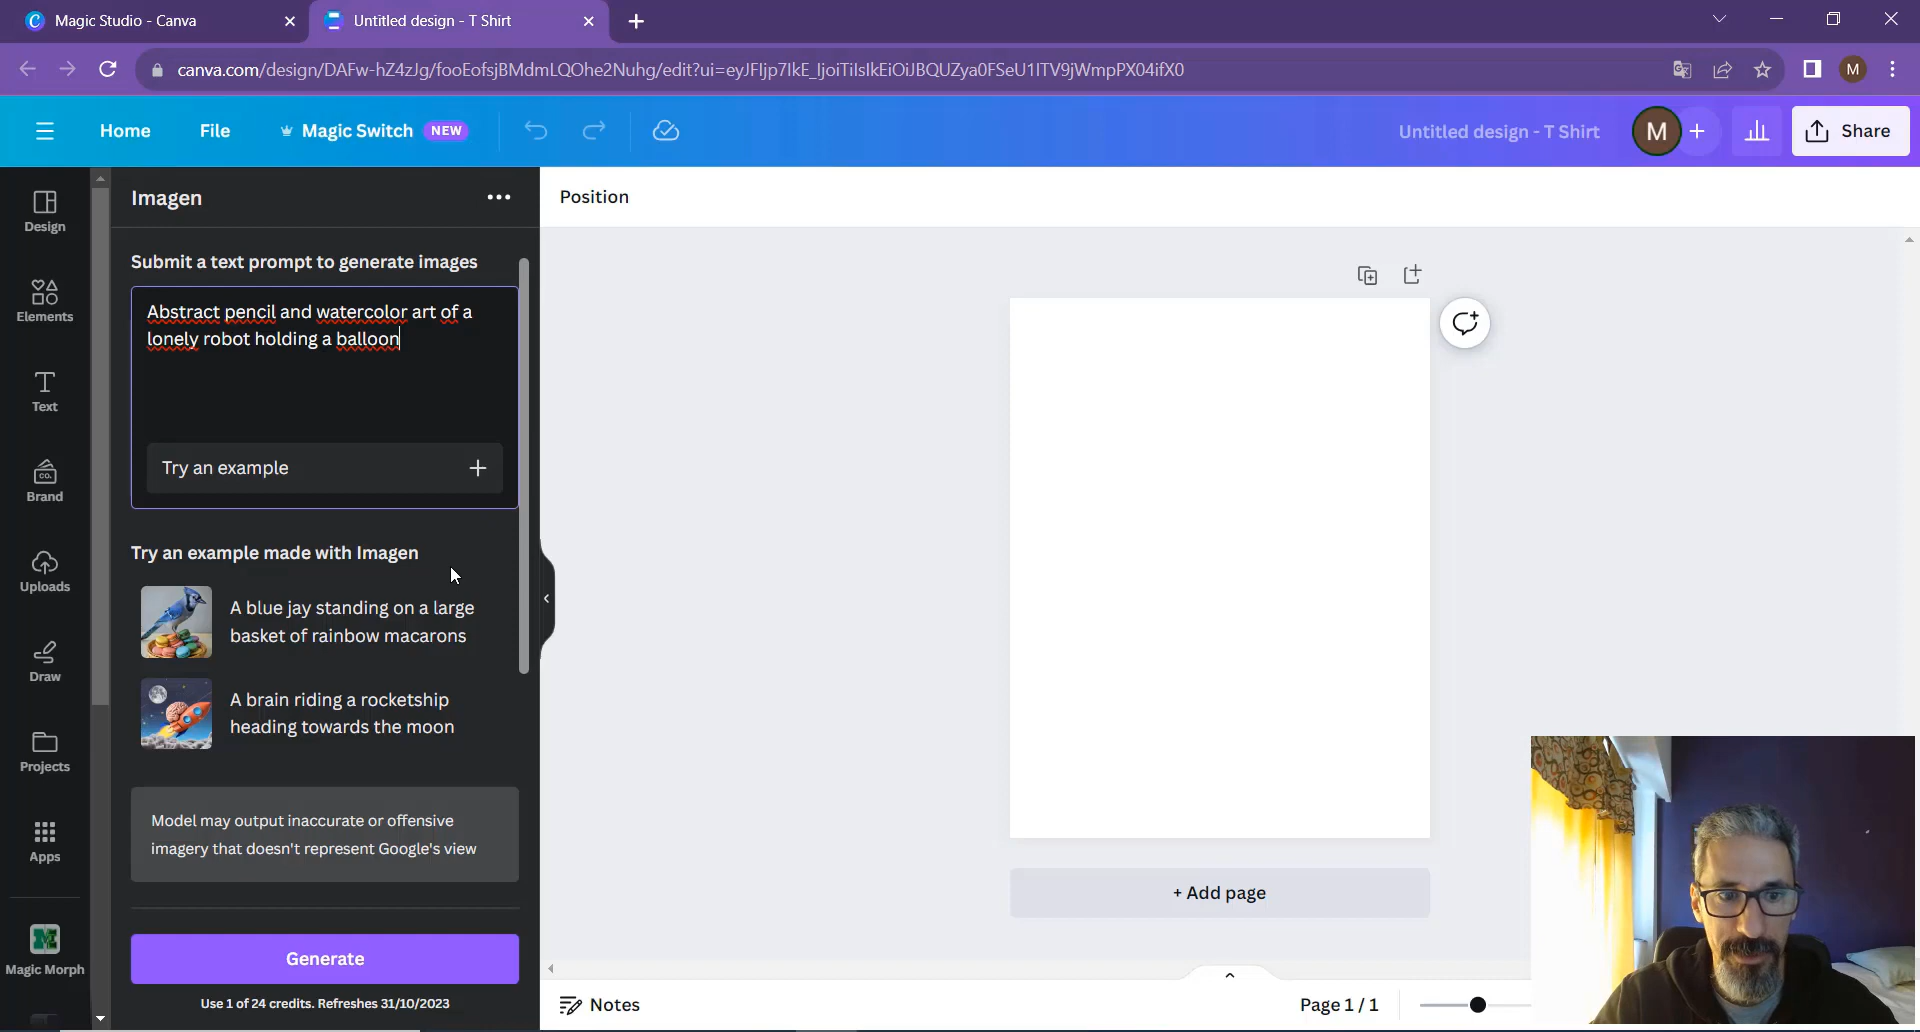 Magic Studio - Canva
Untitled design - T Shirt
canva.com/design/DAFw-hZ4zJg/fooEofsjBMdmLQOhe2Nuhg/edit?ui=eyJFIjp7IkE_IjoiTiIsIkEiOiJBQUZya0FSeU1ITV9jWmpPX04ifX0
M
Home
File
Magic Switch
NEW
Untitled design - T Shirt
M
Share
Design
Elements
Text
CO.
Brand
Uploads
Draw
Projects
Apps
M
Magic Morph
Imagen
Submit a text prompt to generate images
Abstract pencil and watercolor art of a
lonely robot holding a balloon
Try an example
Try an example made with Imagen
A blue jay standing on a large
basket of rainbow macarons
A brain riding a rocketship
heading towards the moon
Model may output inaccurate or offensive
imagery that doesn't represent Google's view
Generate
Use 1 of 24 credits. Refreshes 31/10/2023
Position
+ Add page
Notes
Page 1 / 1